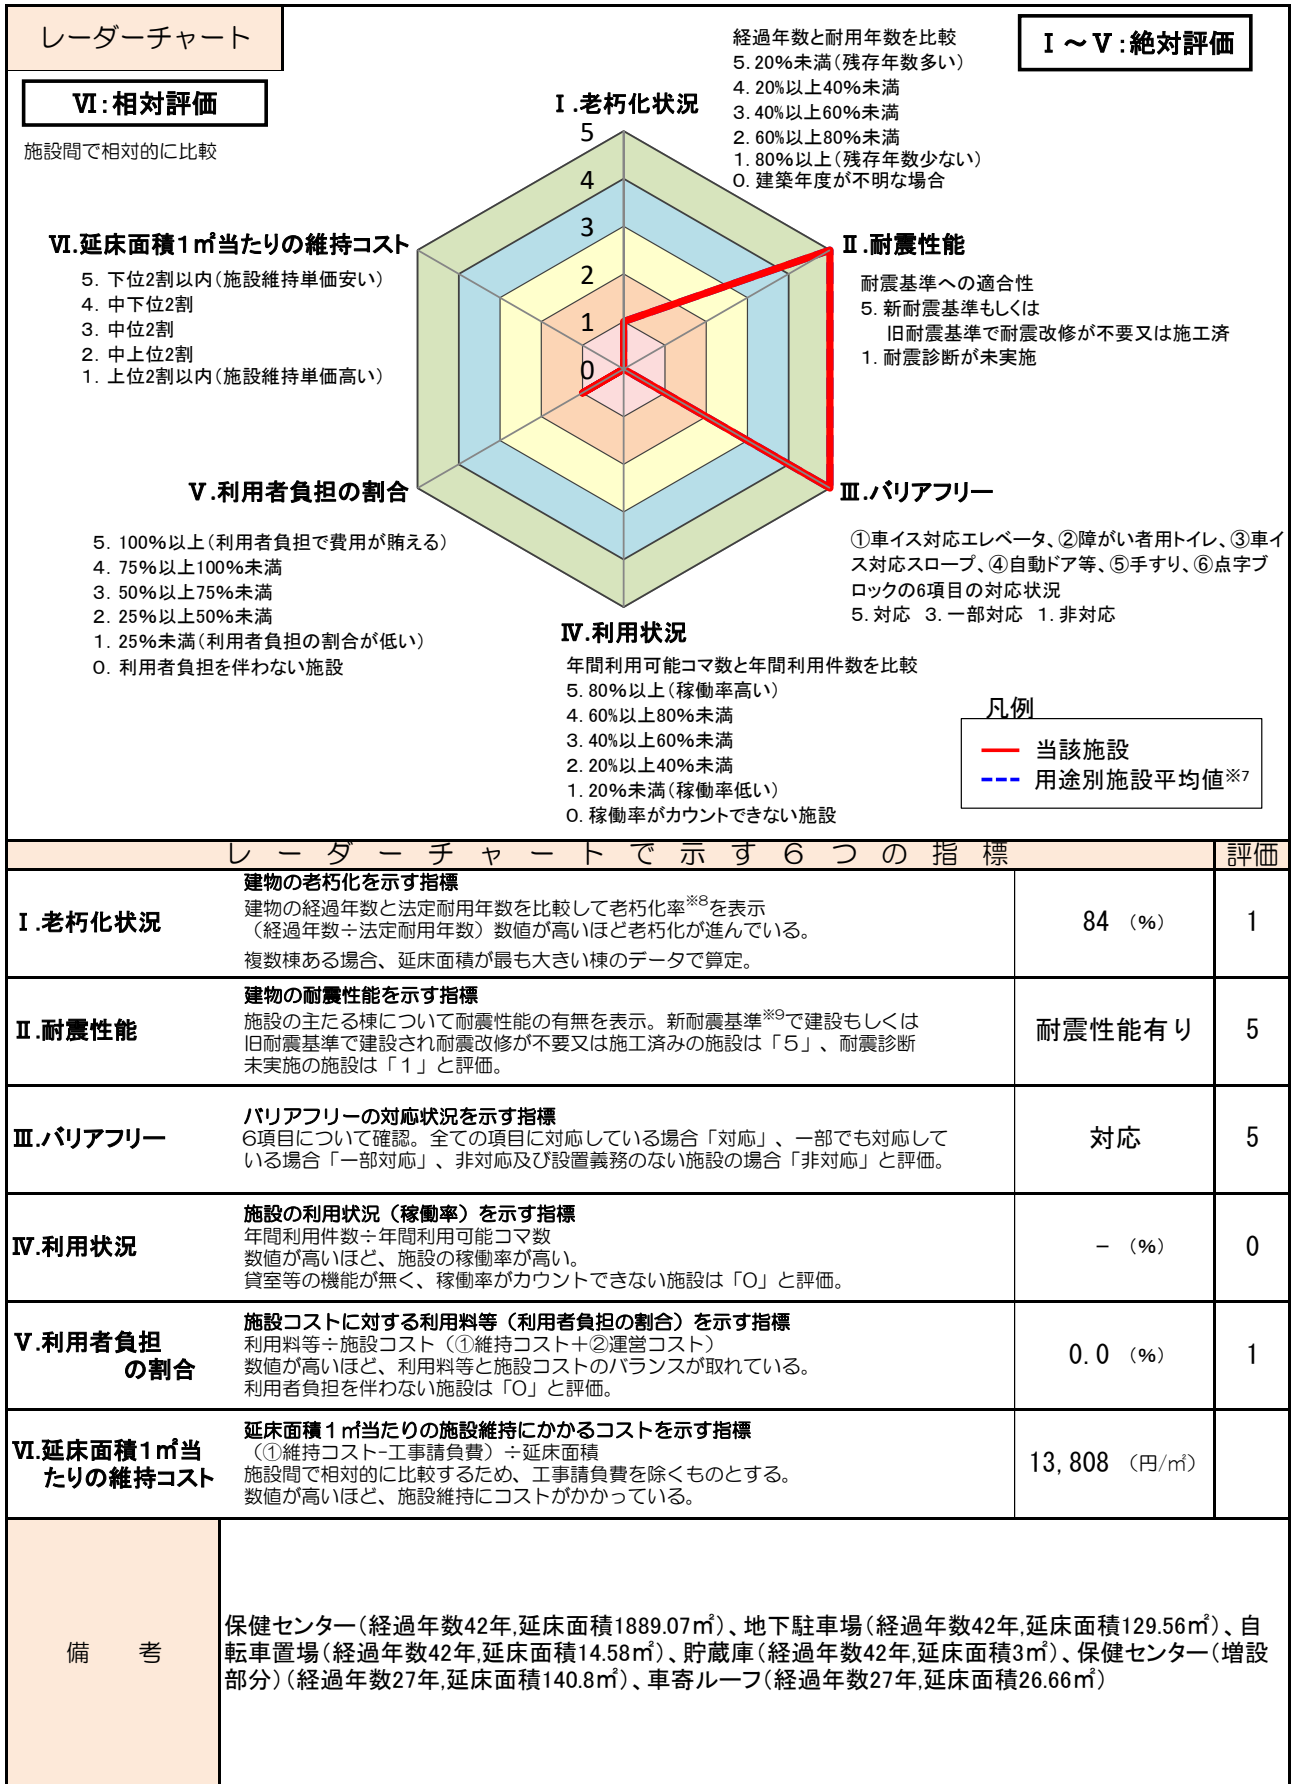 レーダーチャート
Ⅰ～Ⅴ：絶対評価
Ⅵ：相対評価
施設間で相対的に比較
経過年数と耐用年数を比較
5．20％未満（残存年数多い）
4．20％以上40％未満
3．40％以上60％未満
2．60％以上80％未満
1．80％以上（残存年数少ない）
0．建築年度が不明な場合
Ⅰ.老朽化状況
5
4
3
2
1
0
Ⅱ.耐震性能
耐震基準への適合性
5．新耐震基準もしくは
旧耐震基準で耐震改修が不要又は施工済
1．耐震診断が未実施
Ⅵ.延床面積1㎡当たりの維持コスト
5．下位2割以内（施設維持単価安い）
4．中下位2割
3．中位2割
2．中上位2割
1．上位2割以内（施設維持単価高い）
Ⅲ.バリアフリー
①車イス対応エレベータ、②障がい者用トイレ、③車イ
ス対応スロープ、④自動ドア等、⑤手すり、⑥点字ブ
ロックの6項目の対応状況
5．対応 3．一部対応 1．非対応
Ⅴ.利用者負担の割合
5．100％以上（利用者負担で費用が賄える）
4．75％以上100％未満
3．50％以上75％未満
2．25％以上50％未満
1．25％未満（利用者負担の割合が低い）
0．利用者負担を伴わない施設
Ⅳ.利用状況
年間利用可能コマ数と年間利用件数を比較
5．80％以上（稼働率高い）
4．60％以上80％未満
3．40％以上60％未満
2．20％以上40％未満
1．20％未満（稼働率低い）
0．稼働率がカウントできない施設
凡例
当該施設
用途別施設平均値※7
レーダーチャートで示す6つの指標 評価
Ⅰ.老朽化状況
建物の老朽化を示す指標
建物の経過年数と法定耐用年数を比較して老朽化率※8を表示
（経過年数÷法定耐用年数）数値が高いほど老朽化が進んでいる。
複数棟ある場合、延床面積が最も大きい棟のデータで算定。
84 （％） 1
Ⅱ.耐震性能
建物の耐震性能を示す指標
施設の主たる棟について耐震性能の有無を表示。新耐震基準※9で建設もしくは
旧耐震基準で建設され耐震改修が不要又は施工済みの施設は「5」、耐震診断
未実施の施設は「1」と評価。
耐震性能有り 5
Ⅲ.バリアフリー
バリアフリーの対応状況を示す指標
6項目について確認。全ての項目に対応している場合「対応」、一部でも対応して
いる場合「一部対応」、非対応及び設置義務のない施設の場合「非対応」と評価。
対応 5
Ⅳ.利用状況
施設の利用状況（稼働率）を示す指標
年間利用件数÷年間利用可能コマ数
数値が高いほど、施設の稼働率が高い。
貸室等の機能が無く、稼働率がカウントできない施設は「0」と評価。
－ （％） 0
Ⅴ.利用者負担
の割合
施設コストに対する利用料等（利用者負担の割合）を示す指標
利用料等÷施設コスト（①維持コスト+②運営コスト）
数値が高いほど、利用料等と施設コストのバランスが取れている。
利用者負担を伴わない施設は「0」と評価。
0.0 （％） 1
Ⅵ.延床面積1㎡当
たりの維持コスト
延床面積1㎡当たりの施設維持にかかるコストを示す指標
（①維持コスト-工事請負費）÷延床面積
施設間で相対的に比較するため、工事請負費を除くものとする。
数値が高いほど、施設維持にコストがかかっている。
13,808 （円/㎡）
備 考
保健センター（経過年数42年,延床面積1889.07㎡）、地下駐車場（経過年数42年,延床面積129.56㎡）、自
転車置場（経過年数42年,延床面積14.58㎡）、貯蔵庫（経過年数42年,延床面積3㎡）、保健センター（増設
部分）（経過年数27年,延床面積140.8㎡）、車寄ルーフ（経過年数27年,延床面積26.66㎡）